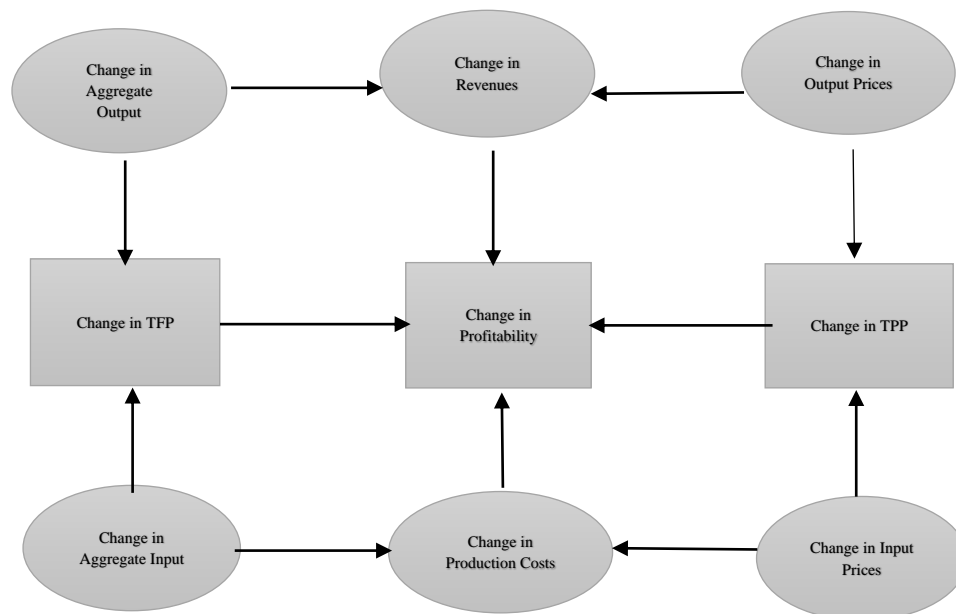 Change in
Aggregate
Output
Change in
Revenues
Change in
Output Prices
Change in TFP
Change in
Profitability
Change in TPP
Change in
Aggregate Input
Change in
Production Costs
Change in Input
Prices